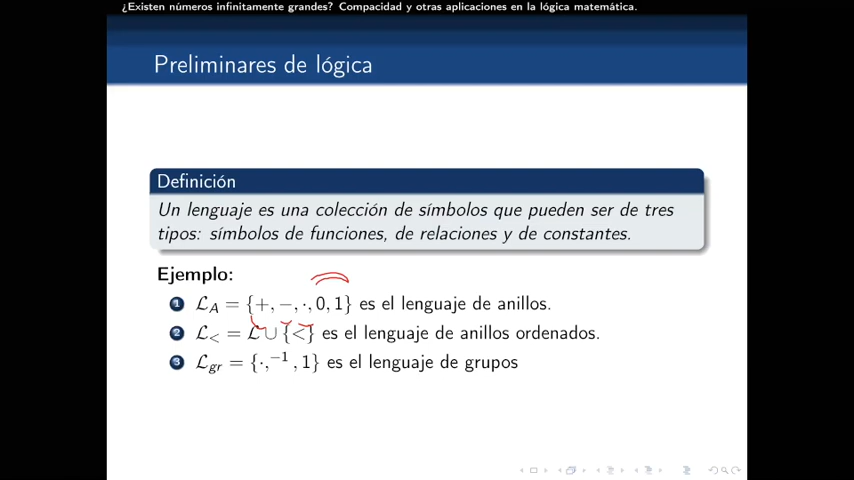 ¿Existen números infinitamente grandes? Compacidad y otras aplicaciones en la lógica matemática.
Preliminares de lógica
Definición
Un lenguaje es una colección de símbolos que pueden ser de tres
tipos: símbolos de funciones, de relaciones y de constantes.
Ejemplo:
1 ℒ_A = {+, −, ·, 0, 1} es el lenguaje de anillos.
2 ℒ_< = ℒ ∪ {<} es el lenguaje de anillos ordenados.
3 ℒ_gr = {·,⁻¹ , 1} es el lenguaje de grupos